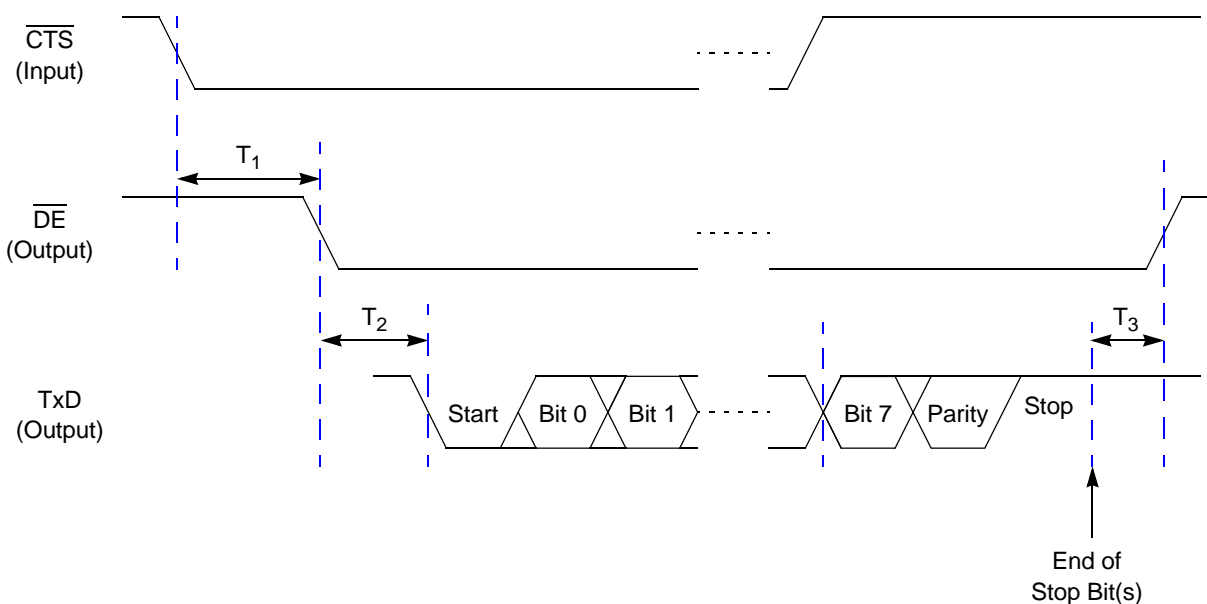 CTS
(Input)
T1
DE
(Output)
T2
T3
TxD
(Output)
Start
Bit 0
Bit 1
Bit 7
Parity
Stop
End of
Stop Bit(s)